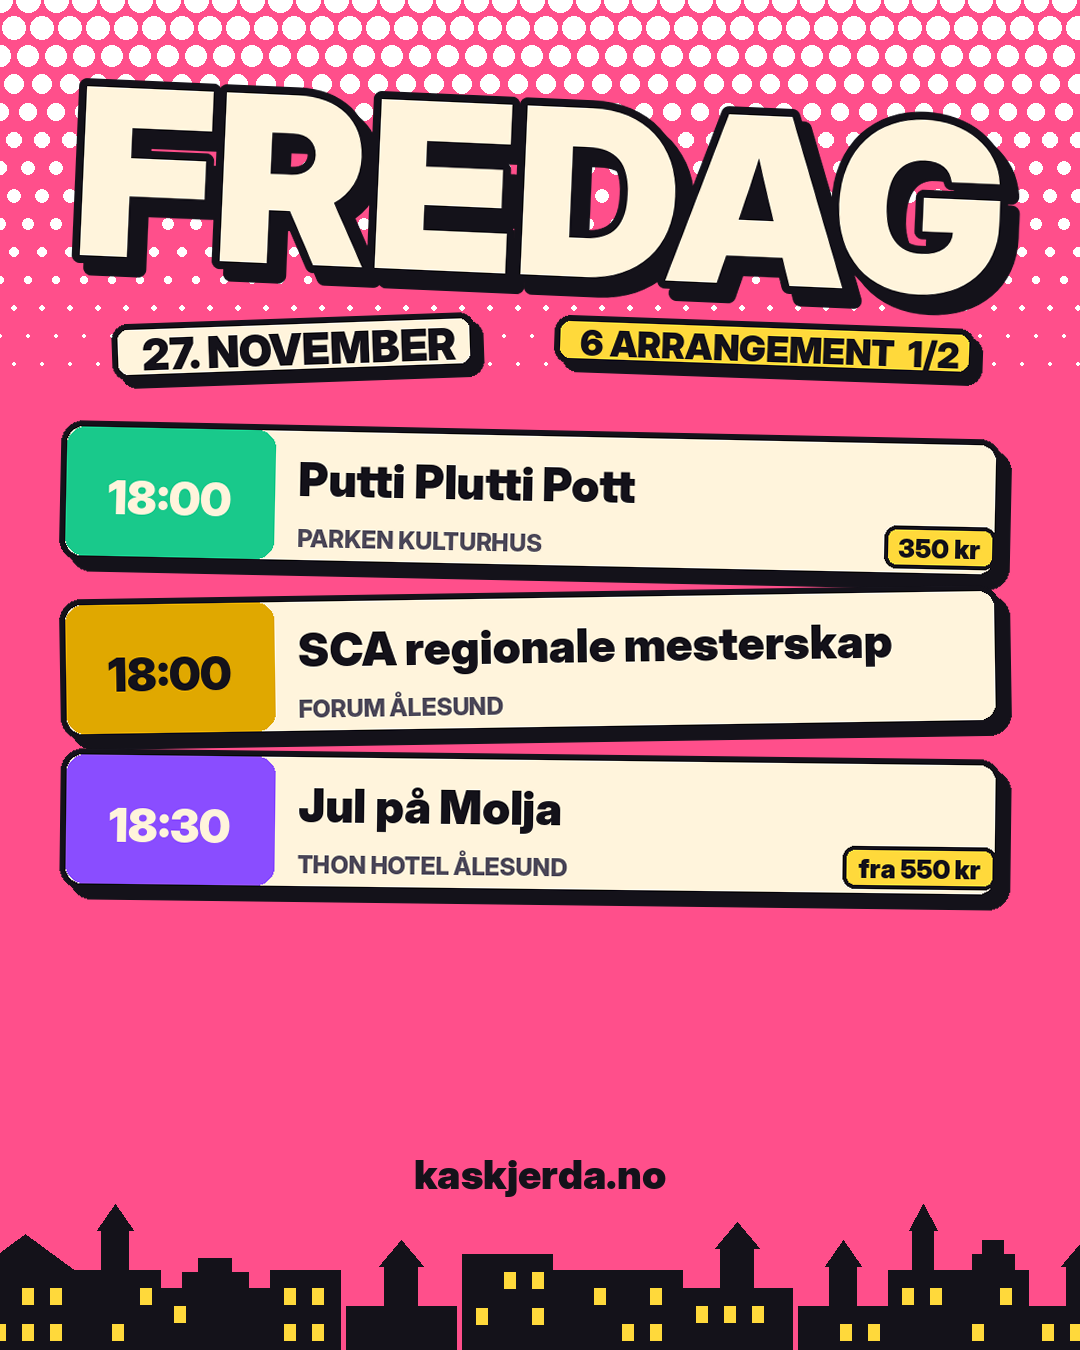 FREDAG
27. NOVEMBER
6 ARRANGEMENT 1/2
18:00
Putti Plutti Pott
PARKEN KULTURHUS
350 kr
18:00
SCA regionale mesterskap
FORUM ÅLESUND
18:30
Jul på Molja
THON HOTEL ÅLESUND
fra 550 kr
kaskjerda.no